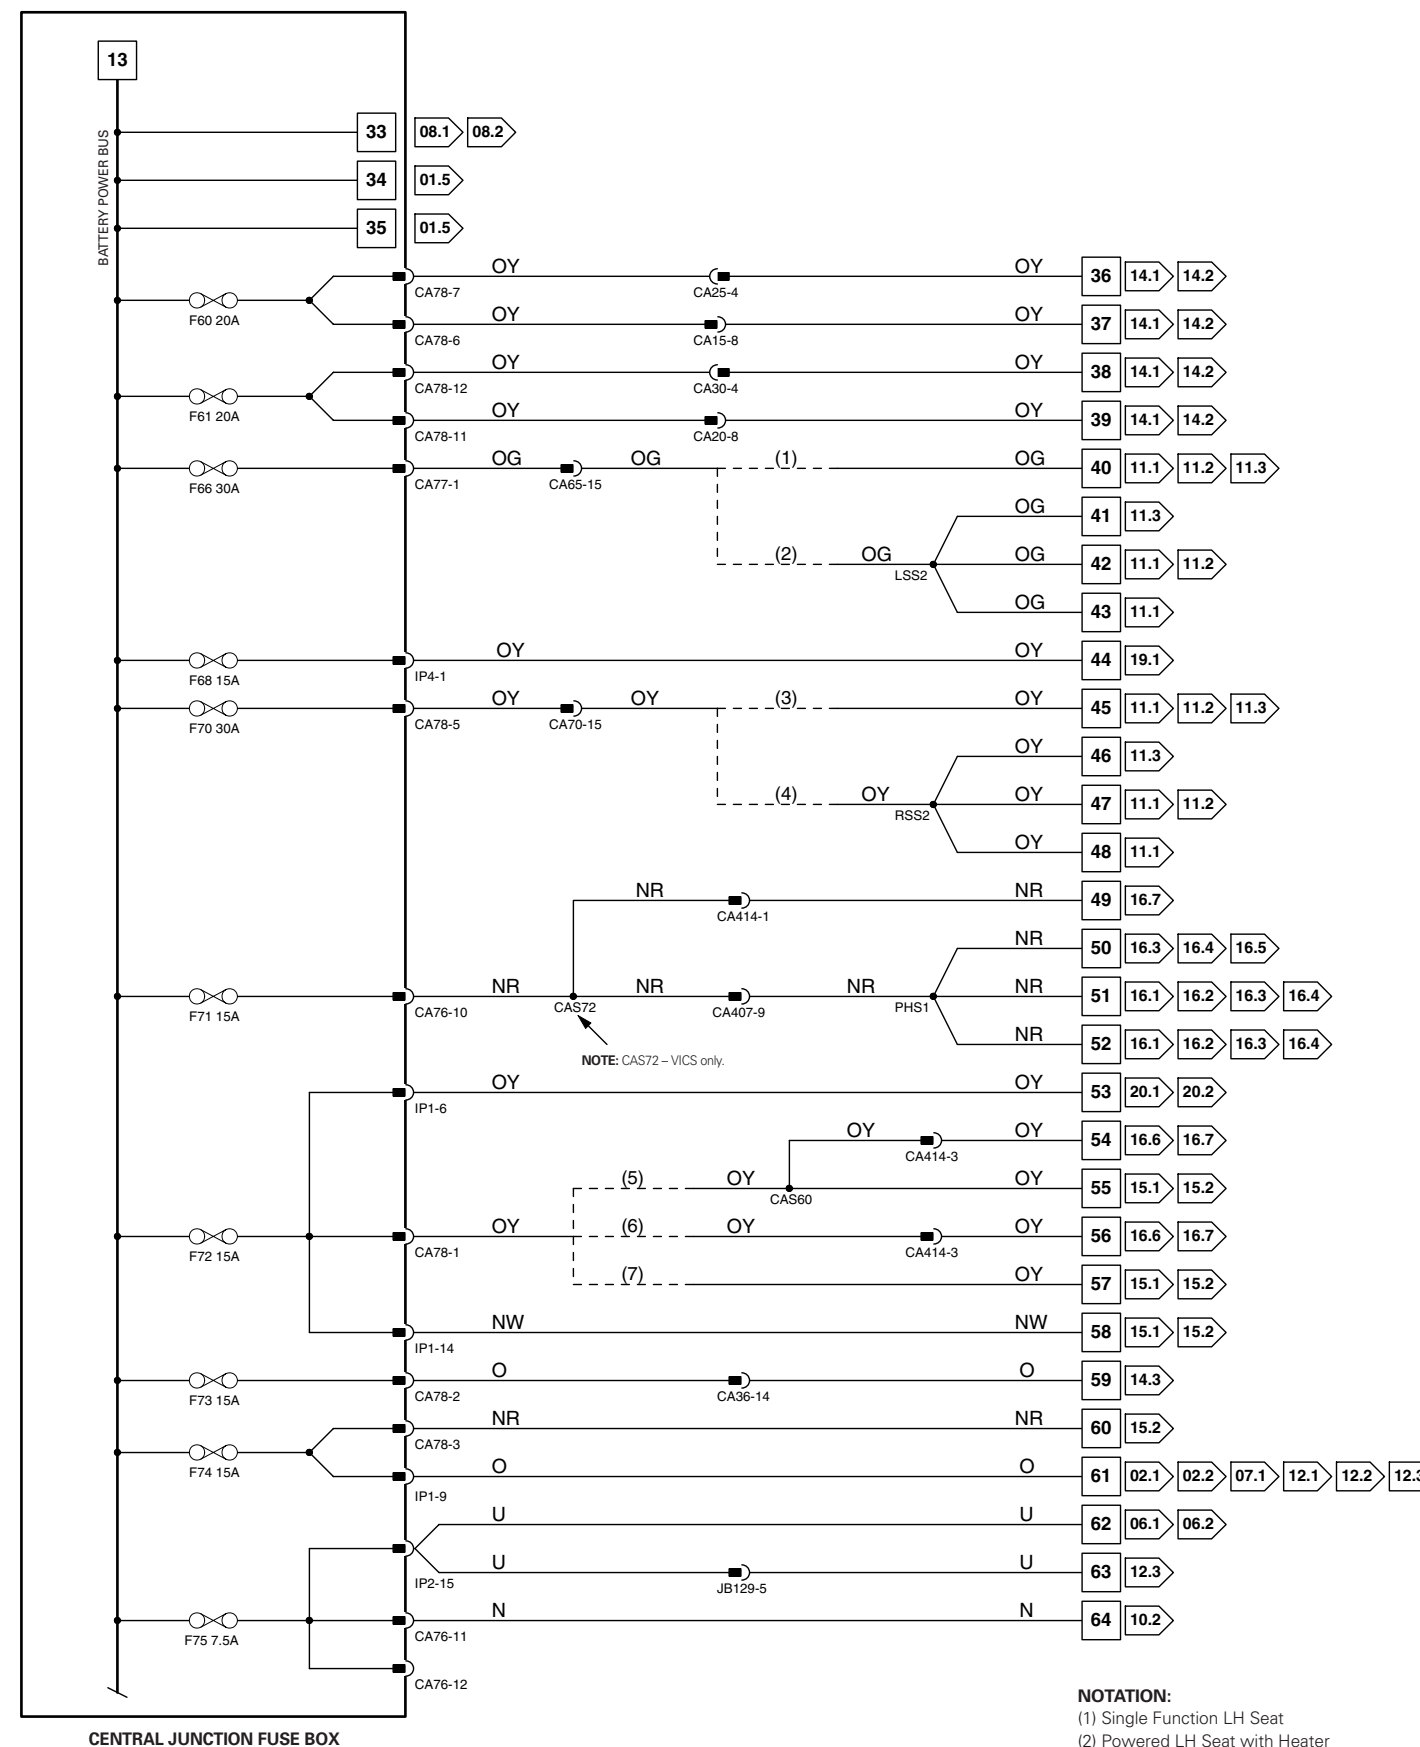 13
BATTERY POWER BUS
33 08.1 08.2
34 01.5
35 01.5
OY OY
36 14.1 14.2
CA78-7 CA25-4
F60 20A
OY OY
37 14.1 14.2
CA78-6 CA15-8
OY OY
38 14.1 14.2
CA78-12 CA30-4
F61 20A
OY OY
39 14.1 14.2
CA78-11 CA20-8
OG OG (1) OG
40 11.1 11.2 11.3
F66 30A CA77-1 CA65-15
OG
41 11.3
(2) OG OG
42 11.1 11.2
LSS2
OG
43 11.1
OY OY
44 19.1
F68 15A IP4-1
OY OY (3) OY
45 11.1 11.2 11.3
F70 30A CA78-5 CA70-15
OY
46 11.3
(4) OY OY
47 11.1 11.2
RSS2
OY
48 11.1
NR NR
49 16.7
CA414-1
NR
50 16.3 16.4 16.5
NR NR NR NR
51 16.1 16.2 16.3 16.4
F71 15A CA76-10 CAS72 CA407-9 PHS1
NR
52 16.1 16.2 16.3 16.4
NOTE: CAS72 – VICS only.
OY OY
53 20.1 20.2
IP1-6
OY OY
54 16.6 16.7
CA414-3
(5) OY OY
55 15.1 15.2
CAS60
OY (6) OY OY
56 16.6 16.7
F72 15A CA78-1 CA414-3
(7) OY
57 15.1 15.2
NW NW
58 15.1 15.2
IP1-14
O O
59 14.3
F73 15A CA78-2 CA36-14
NR NR
60 15.2
CA78-3
F74 15A
O O
61 02.1 02.2 07.1 12.1 12.2 12.3
IP1-9
U U
62 06.1 06.2
U U
63 12.3
IP2-15 JB129-5
N N
64 10.2
F75 7.5A CA76-11
CA76-12
CENTRAL JUNCTION FUSE BOX
NOTATION:
(1) Single Function LH Seat
(2) Powered LH Seat with Heater